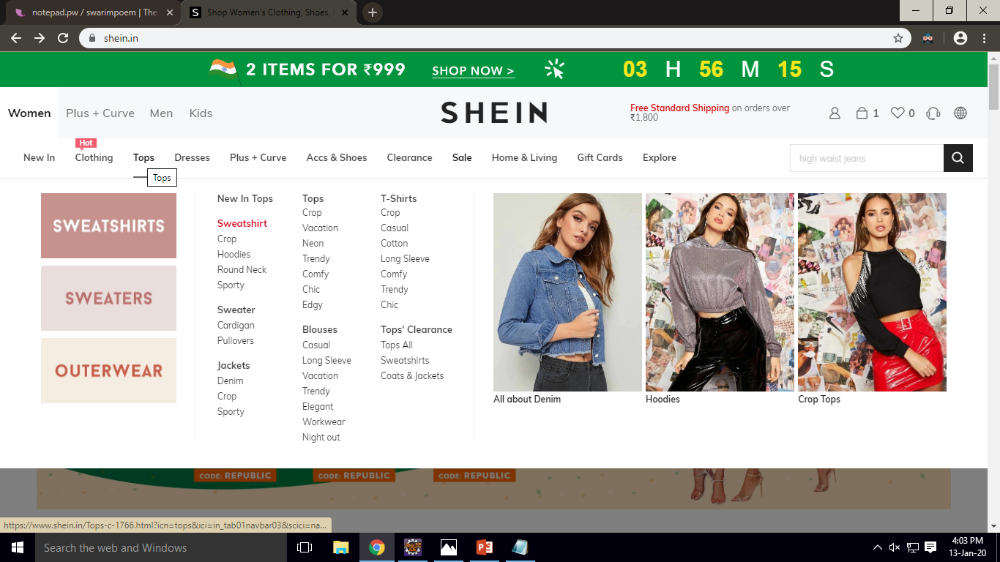 notepad.pw / swarimpoem | The
Shop Women's Clothing, Shoes,
shein.in
2 ITEMS FOR ₹999 SHOP NOW > 03 H 56 M 15 S
Women Plus + Curve Men Kids
SHEIN
Free Standard Shipping on orders over
₹1,800
1 0
Hot
New In Clothing Tops Dresses Plus + Curve Accs & Shoes Clearance Sale Home & Living Gift Cards Explore
high waist jeans
Tops
SWEATSHIRTS
SWEATERS
OUTERWEAR
New In Tops
Sweatshirt
Crop
Hoodies
Round Neck
Sporty
Sweater
Cardigan
Pullovers
Jackets
Denim
Crop
Sporty
Tops
Crop
Vacation
Neon
Trendy
Comfy
Chic
Edgy
Blouses
Casual
Long Sleeve
Vacation
Trendy
Elegant
Workwear
Night out
T-Shirts
Crop
Casual
Cotton
Long Sleeve
Comfy
Trendy
Chic
Tops' Clearance
Tops All
Sweatshirts
Coats & Jackets
All about Denim
Hoodies
Crop Tops
CODE: REPUBLIC CODE: REPUBLIC CODE: REPUBLIC
https://www.shein.in/Tops-c-1766.html?icn=tops&ici=in_tab01navbar03&scici=na...
Search the web and Windows
4:03 PM
13-Jan-20